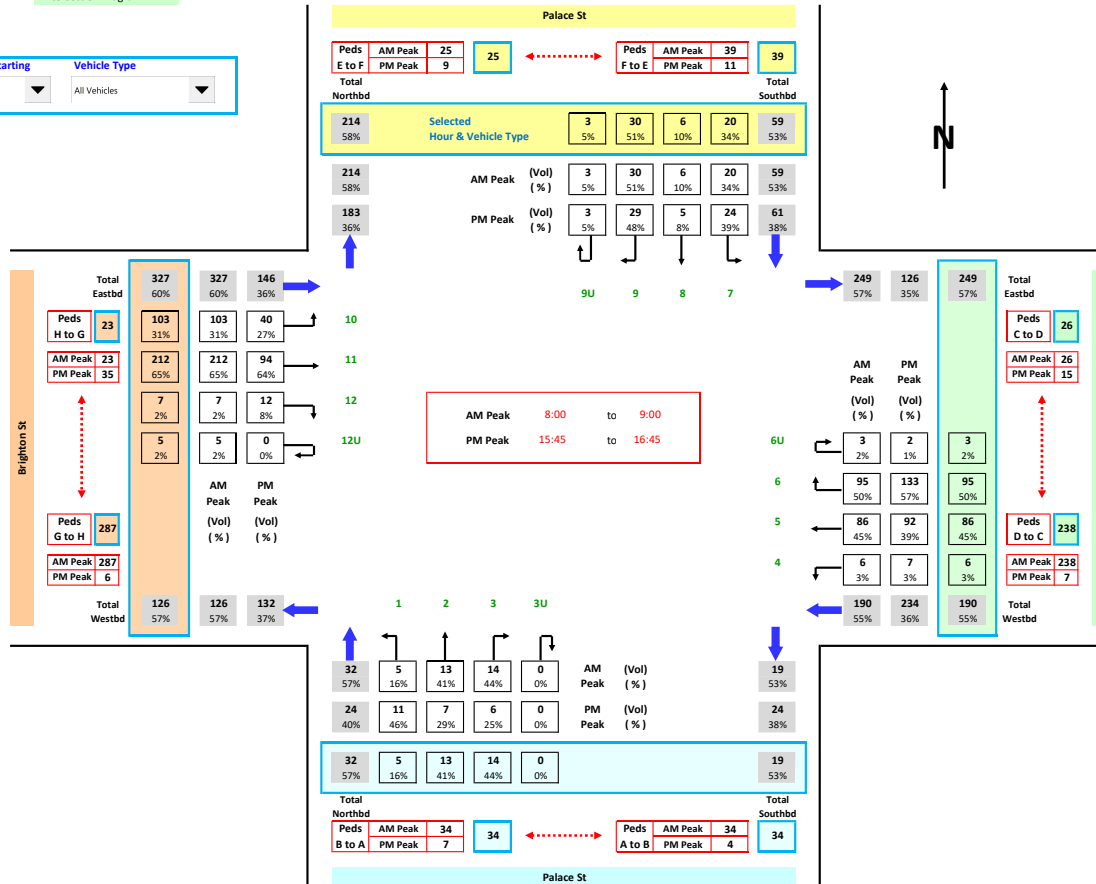 Palace St
Peds AM Peak 25 25 Peds AM Peak 39 39
E to F PM Peak 9 F to E PM Peak 11
arting Vehicle Type
All Vehicles
Total Northbd
Total Southbd
214 Selected 3 30 6 20 59
58% Hour & Vehicle Type 5% 51% 10% 34% 53%
214 AM Peak (Vol) 3 30 6 20 59
58% ( % ) 5% 51% 10% 34% 53%
183 PM Peak (Vol) 3 29 5 24 61
36% ( % ) 5% 48% 8% 39% 38%
9U 9 8 7
N
Brighton St
Total 327 327 146
Eastbd 60% 60% 36%
Peds 23 103 103 40 10
H to G 31% 31% 27%
AM Peak 23 212 212 94 11
PM Peak 35 65% 65% 64%
7 7 12 12
2% 2% 8%
5 5 0 12U
2% 2% 0%
AM PM
Peak Peak
Peds 287 (Vol) (Vol)
G to H ( % ) ( % )
AM Peak 287
PM Peak 6
Total 126 126 132
Westbd 57% 57% 37%
AM Peak 8:00 to 9:00
PM Peak 15:45 to 16:45
249 126 249 Total
57% 35% 57% Eastbd
Peds 26
C to D
AM Peak 26
PM Peak 15
AM PM
Peak Peak
(Vol) (Vol)
( % ) ( % )
6U 3 2 3
2% 1% 2%
6 95 133 95
50% 57% 50%
5 86 92 86 Peds 238
45% 39% 45% D to C
4 6 7 6 AM Peak 238
3% 3% 3% PM Peak 7
190 234 190 Total
55% 36% 55% Westbd
1 2 3 3U
32 5 13 14 0 AM (Vol) 19
57% 16% 41% 44% 0% Peak ( % ) 53%
24 11 7 6 0 PM (Vol) 24
40% 46% 29% 25% 0% Peak ( % ) 38%
32 5 13 14 0 19
57% 16% 41% 44% 0% 53%
Total Northbd
Total Southbd
Peds AM Peak 34 34 Peds AM Peak 34 34
B to A PM Peak 7 A to B PM Peak 4
Palace St